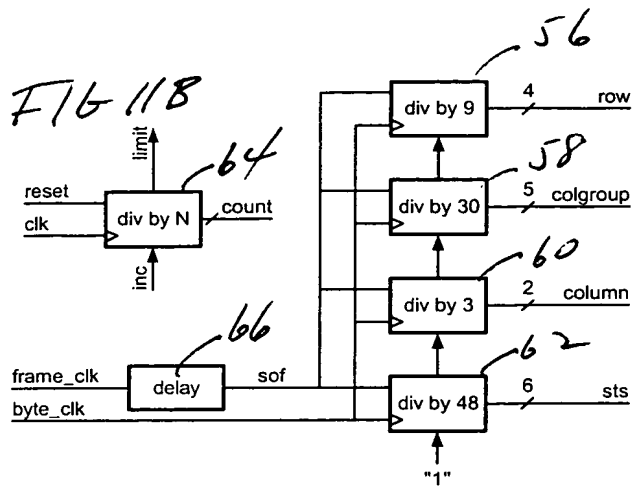 FIG 11B
56
div by 9
4
row
limit
64
reset
div by N
count
clk
inc
58
div by 30
5
colgroup
60
div by 3
2
column
66
frame_clk
delay
sof
byte_clk
62
div by 48
6
sts
"1"